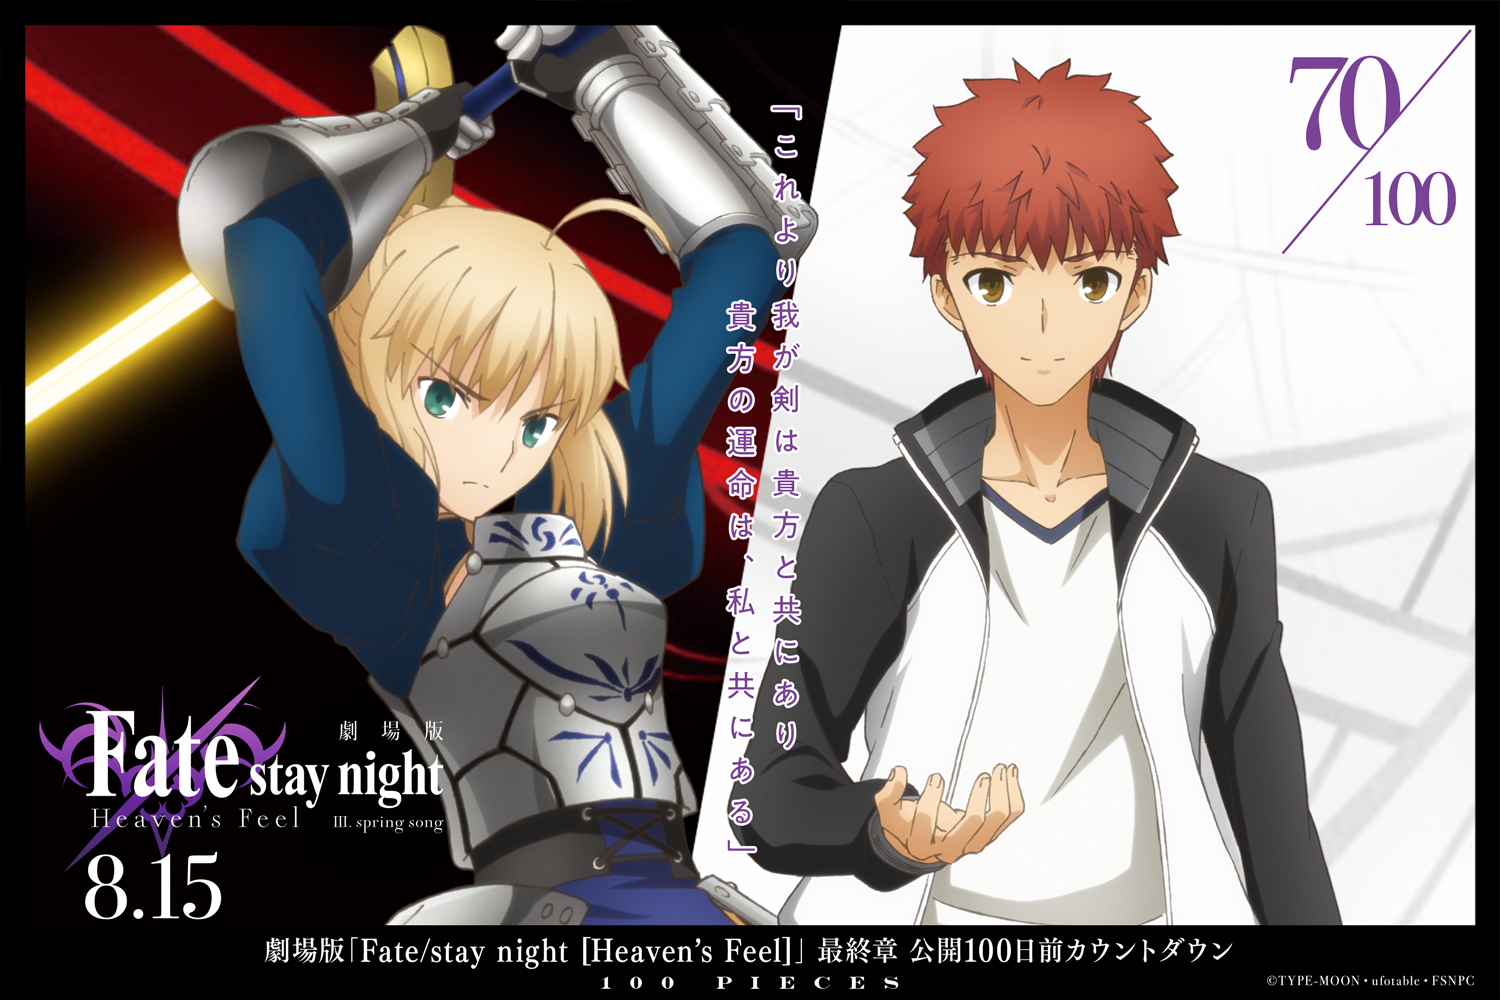 70/100
「これより我が剣は貴方と共にあり
貴方の運命は、私と共にある」
劇場版
Fate stay night
Heaven's Feel III. spring song
8.15
劇場版「Fate/stay night [Heaven's Feel]」最終章 公開100日前カウントダウン
100 PIECES
©TYPE-MOON・ufotable・FSNPC